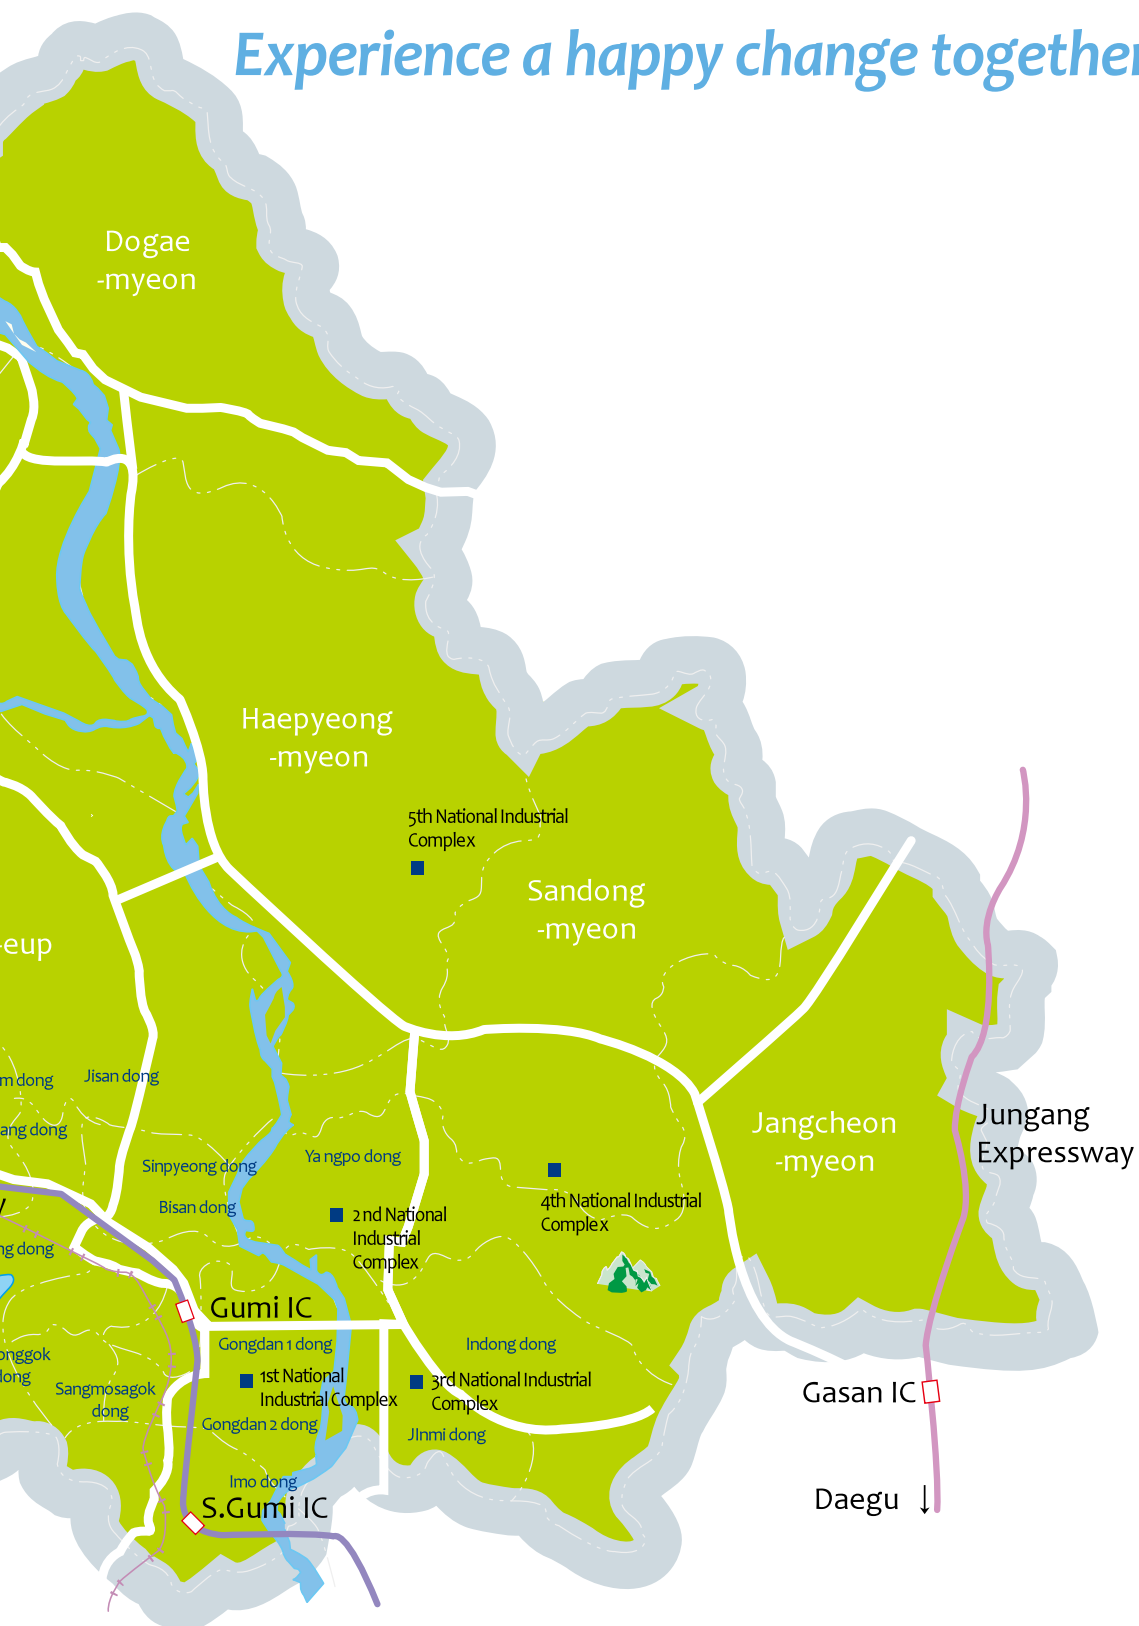 Experience a happy change together
Dogae
-myeon
Haepyeong
-myeon
5th National Industrial
Complex
Sandong
-myeon
-eup
m dong
Jisan dong
ang dong
Jangcheon
-myeon
Jungang
Expressway
Sinpyeong dong
Ya ngpo dong
Bisan dong
4th National Industrial
Complex
2nd National
Industrial
Complex
ng dong
Gumi IC
Gongdan 1 dong
Indong dong
onggok
dong
Sangmosagok
dong
1st National
Industrial Complex
3rd National Industrial
Complex
Gasan IC
Gongdan 2 dong
JInmi dong
Imo dong
S.Gumi IC
Daegu ↓